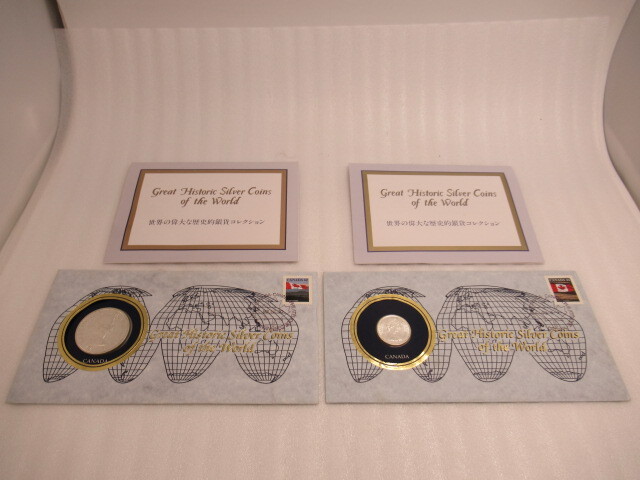 Great Historic Silver Coins
of the World
世界の偉大な歴史的銀貨コレクション
Great Historic Silver Coins
of the World
世界の偉大な歴史的銀貨コレクション
Great Historic Silver Coins
of the World
CANADA
Great Historic Silver Coins
of the World
CANADA